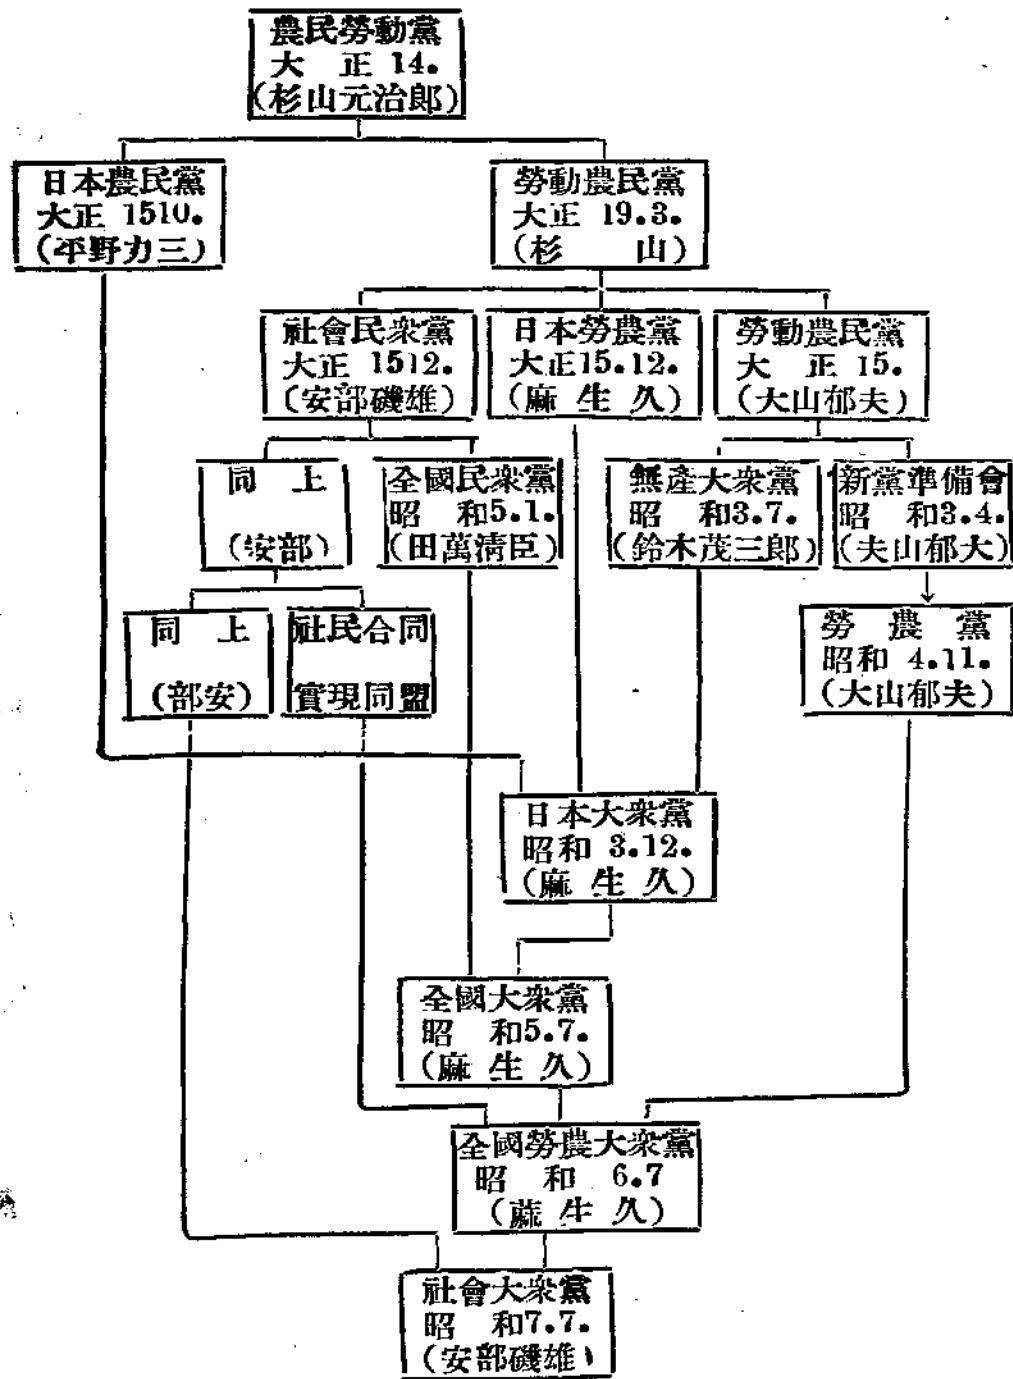 農民勞動黨
大 正 14.
(杉山元治郎)
日本農民黨
大正 1510.
(平野力三)
勞動農民黨
大正 19.3.
(杉 山)
社會民衆黨
大正 1512.
(安部磯雄)
日本勞農黨
大正15.12.
(麻 生 久)
勞動農民黨
大 正 15.
(大山郁夫)
同 上
(安部)
全國民衆黨
昭 和5.1.
(田萬清臣)
無產大衆黨
昭 和3.7.
(鈴木茂三郎)
新黨準備會
昭 和3.4.
(夫山郁大)
同 上
(部安)
社民合同
實現同盟
勞 農 黨
昭和 4.11.
(大山郁夫)
日本大衆黨
昭和 3.12.
(麻 生 久)
全國大衆黨
昭 和5.7.
(麻 生 久)
全國勞農大衆黨
昭 和 6.7
(蔴 生 久)
社會大衆黨
昭 和7.7.
(安部磯雄)